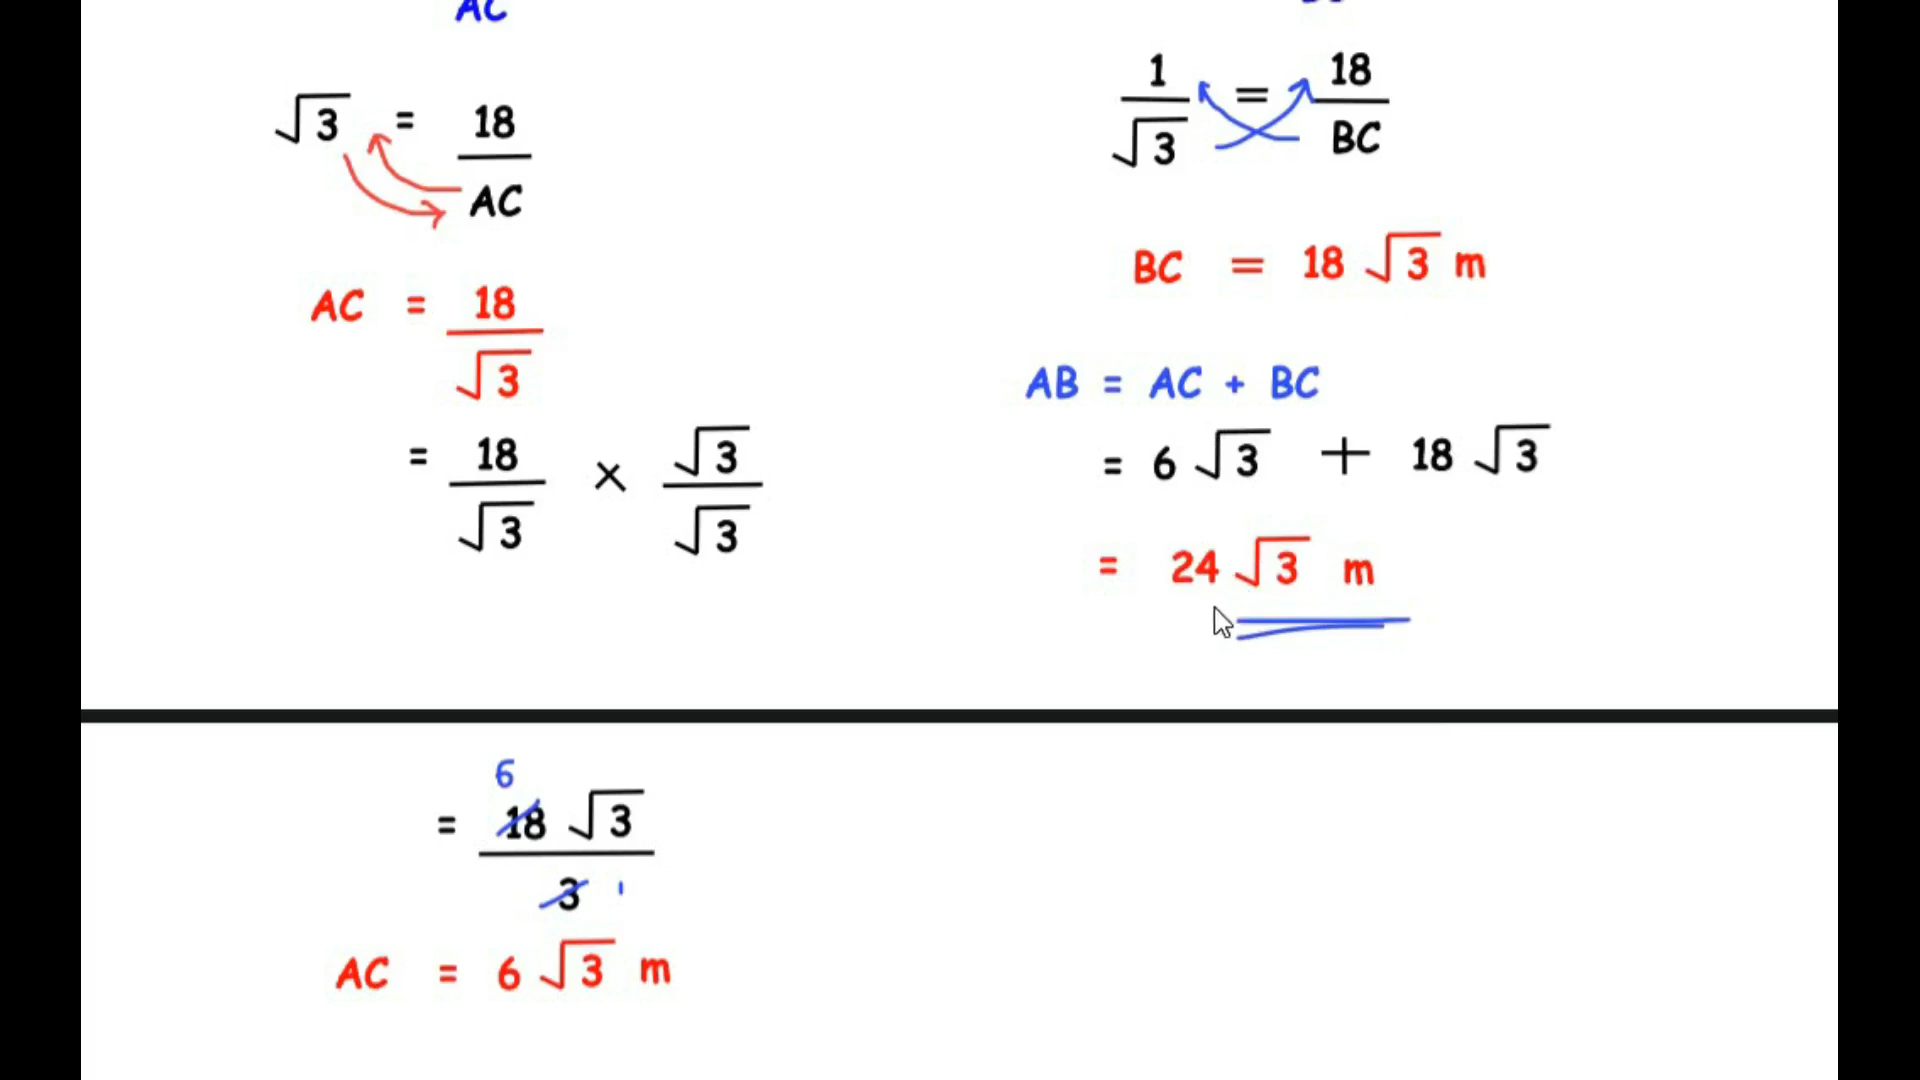 AC
√3 = 18/AC
AC = 18/√3
= 18/√3 × √3/√3
1/√3 = 18/BC
BC = 18 √3 m
AB = AC + BC
= 6 √3 + 18 √3
= 24 √3 m
6
= 18 √3 / 3 1
AC = 6 √3 m